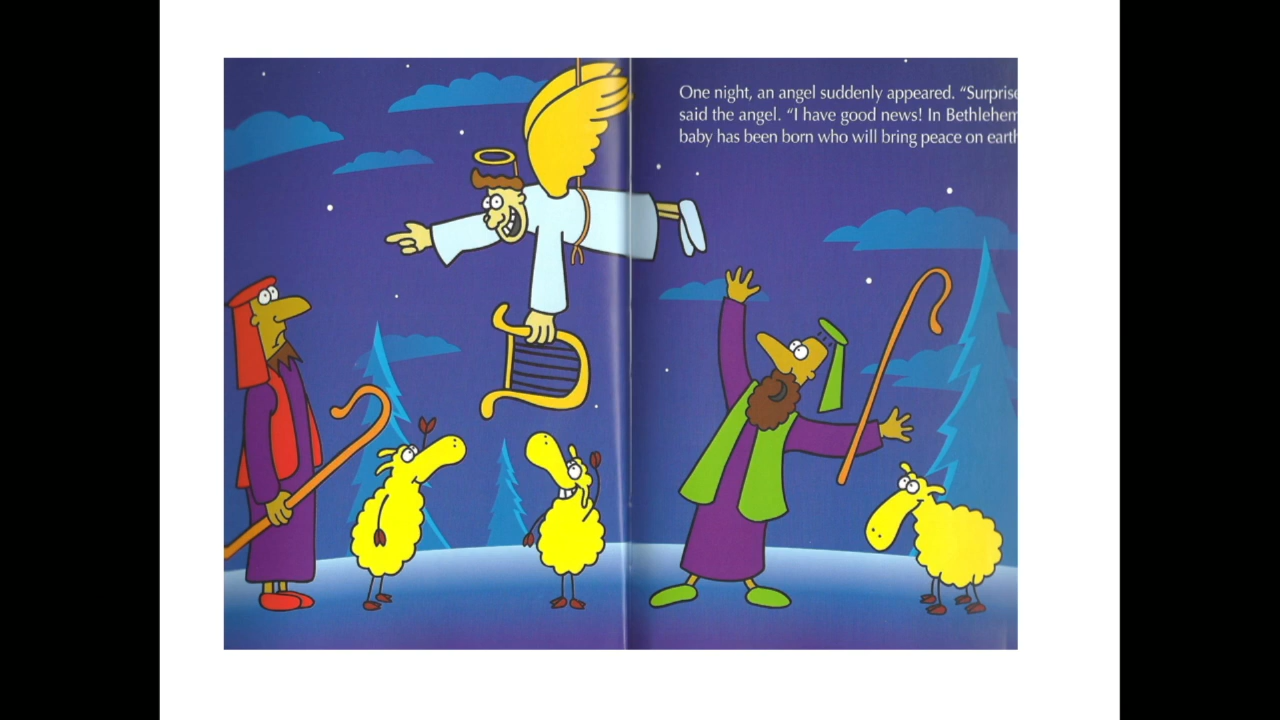 One night, an angel suddenly appeared. “Surprise
said the angel. “I have good news! In Bethlehem
baby has been born who will bring peace on earth